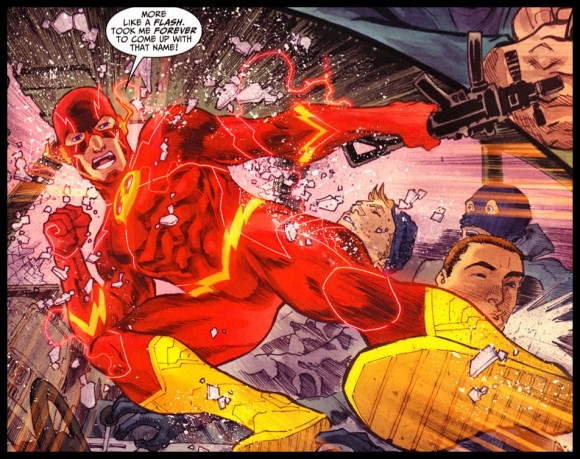 MORE
LIKE A FLASH.
TOOK ME FOREVER
TO COME UP WITH
THAT NAME!